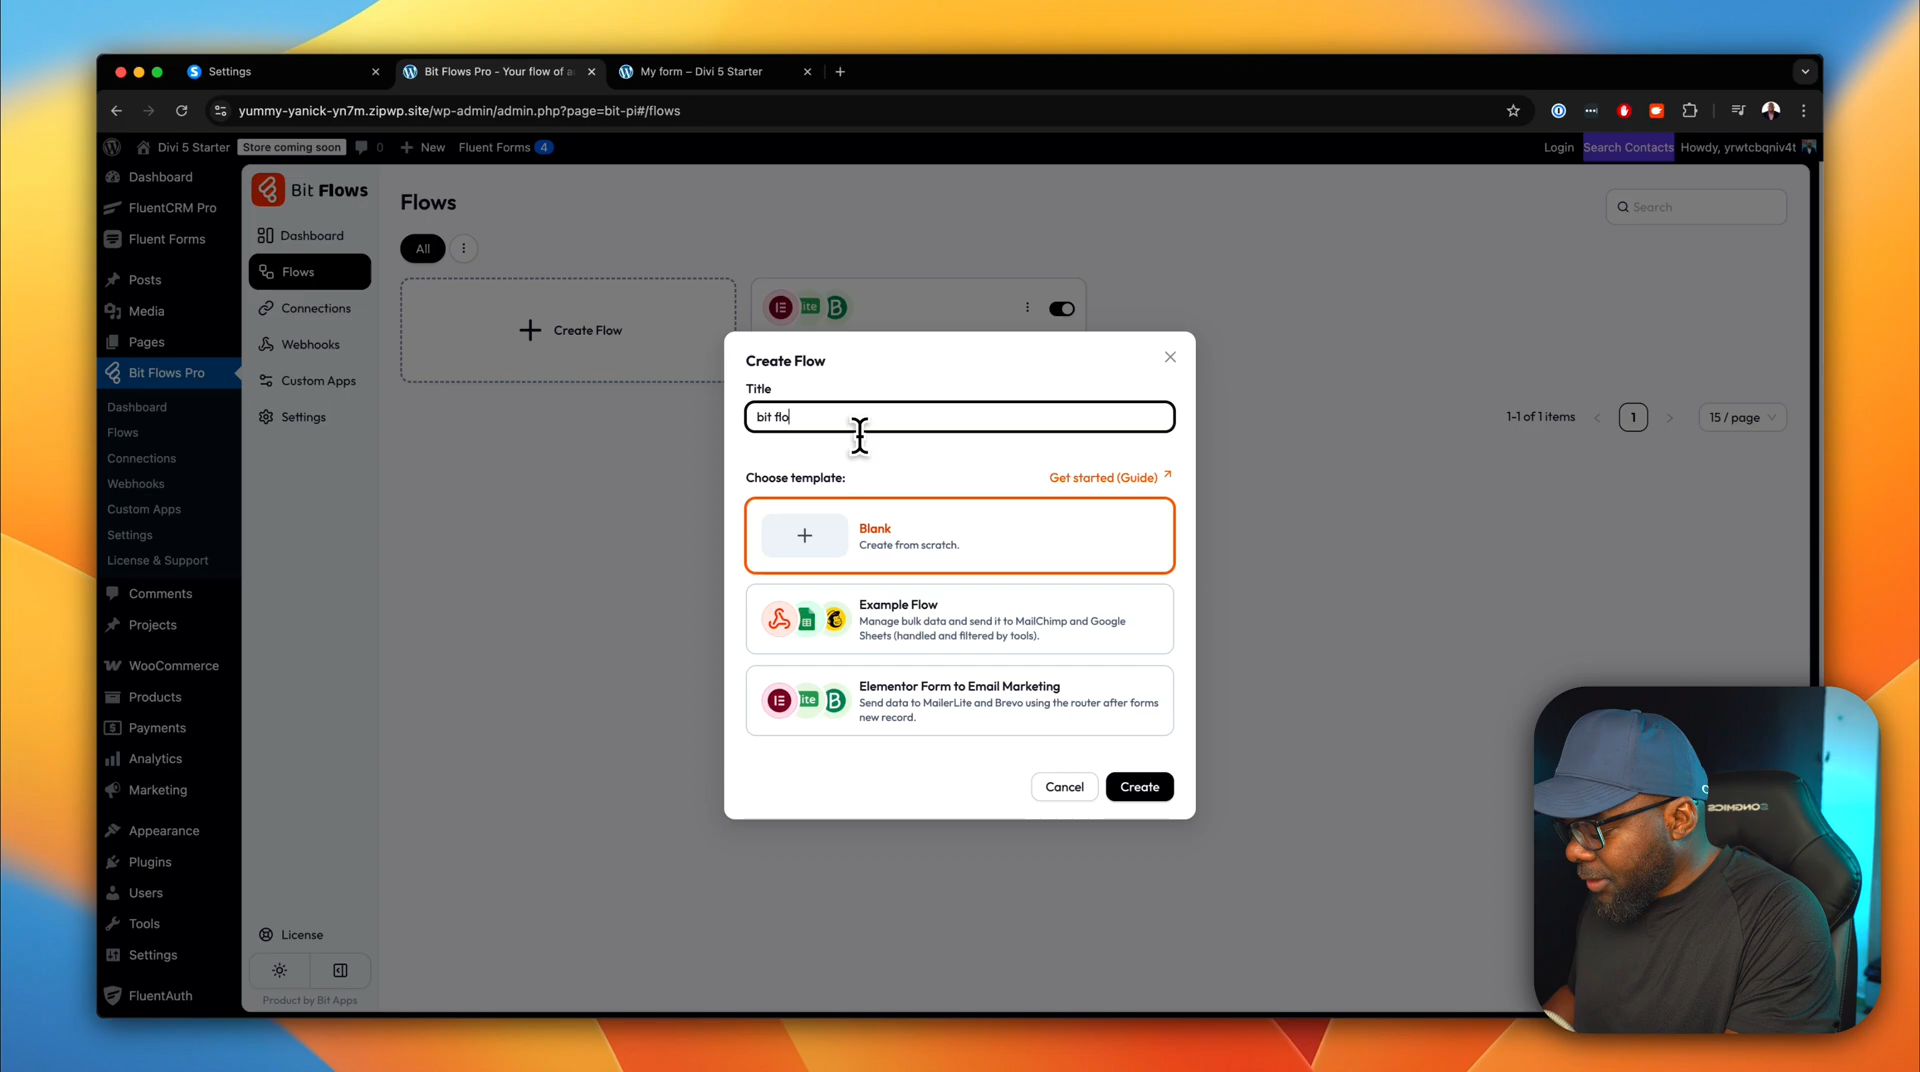 Settings
Bit Flows Pro - Your flow of a
My form – Divi 5 Starter
yummy-yanick-yn7m.zipwp.site/wp-admin/admin.php?page=bit-pi#/flows
Divi 5 Starter
Store coming soon
0
New
Fluent Forms 4
Login
Search Contacts
Howdy, yrwtcbqniv4t
Dashboard
FluentCRM Pro
Fluent Forms
Posts
Media
Pages
Bit Flows Pro
Dashboard
Flows
Connections
Webhooks
Custom Apps
Settings
License & Support
Comments
Projects
WooCommerce
Products
Payments
Analytics
Marketing
Appearance
Plugins
Users
Tools
Settings
FluentAuth
Bit Flows
Dashboard
Flows
Connections
Webhooks
Custom Apps
Settings
License
Product by Bit Apps
Flows
Search
All
Create Flow
lite
1-1 of 1 items
1
15 / page
Create Flow
Title
bit flo
Choose template:
Get started (Guide)
Blank
Create from scratch.
Example Flow
Manage bulk data and send it to MailChimp and Google
Sheets (handled and filtered by tools).
lite
Elementor Form to Email Marketing
Send data to MailerLite and Brevo using the router after forms
new record.
Cancel
Create